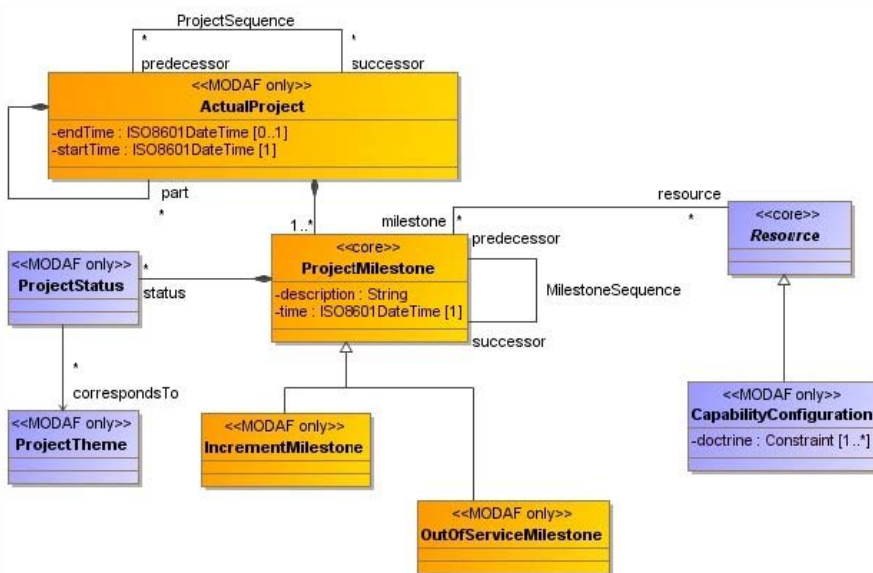 ProjectSequence
* *
predecessor successor
<<MODAF only>>
ActualProject
-endTime : ISO8601DateTime [0..1]
-startTime : ISO8601DateTime [1]
part
*
1..*
milestone * resource *
<<core>>
Resource
<<core>>
ProjectMilestone
-description : String
-time : ISO8601DateTime [1]
predecessor
MilestoneSequence
successor
<<MODAF only>>
ProjectStatus
*
status
*
correspondsTo
<<MODAF only>>
ProjectTheme
<<MODAF only>>
IncrementMilestone
<<MODAF only>>
CapabilityConfiguration
-doctrine : Constraint [1..*]
<<MODAF only>>
OutOfServiceMilestone